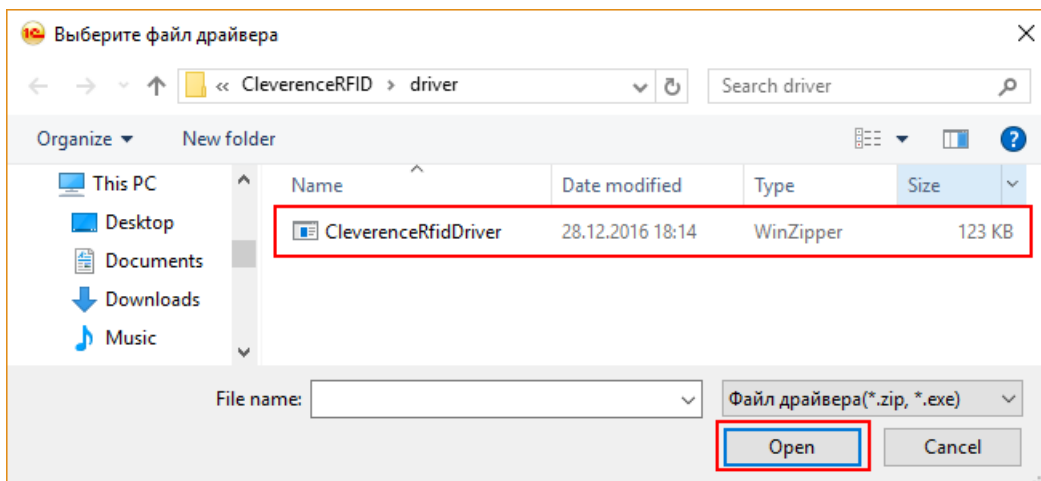 1С Выберите файл драйвера
« CleverenceRFID > driver
Search driver
Organize New folder
?
Name Date modified Type Size
This PC
Desktop
Documents
Downloads
Music
CleverenceRfidDriver 28.12.2016 18:14 WinZipper 123 KB
File name:
Файл драйвера(*.zip, *.exe)
Open Cancel